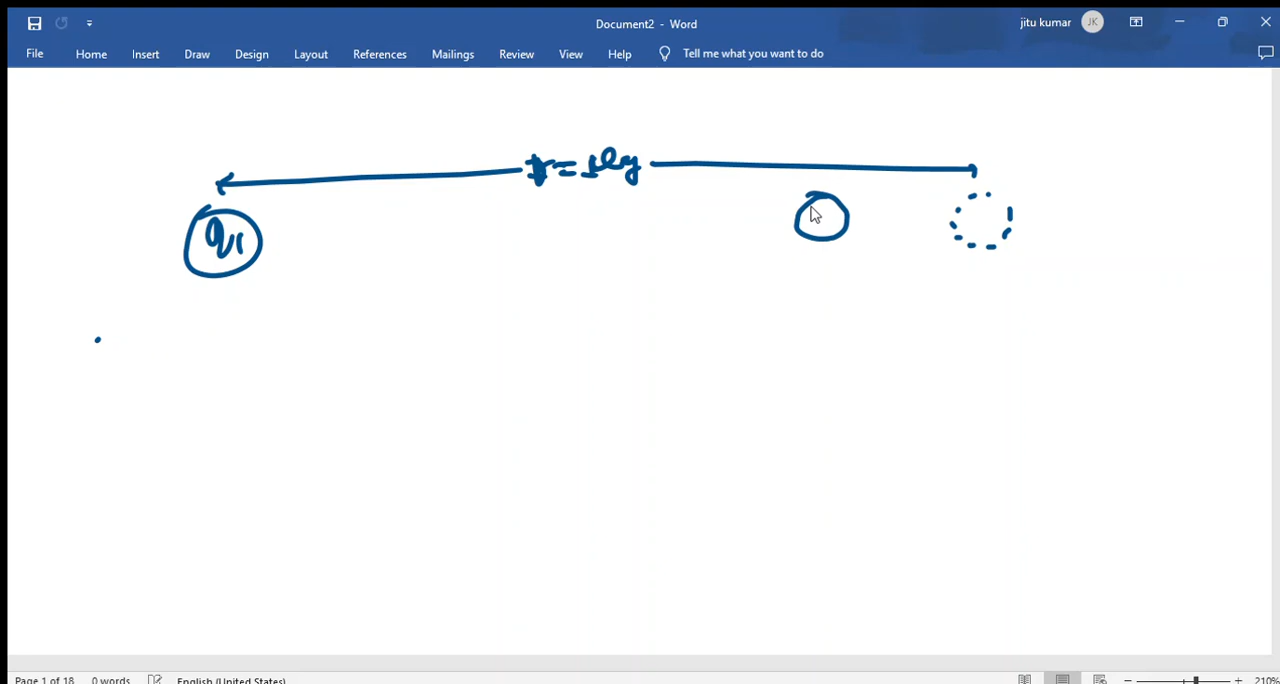 Document2 - Word
jitu kumar
JK
File Home Insert Draw Design Layout References Mailings Review View Help Tell me what you want to do
q1
Page 1 of 18 0 words English (United States) 210%